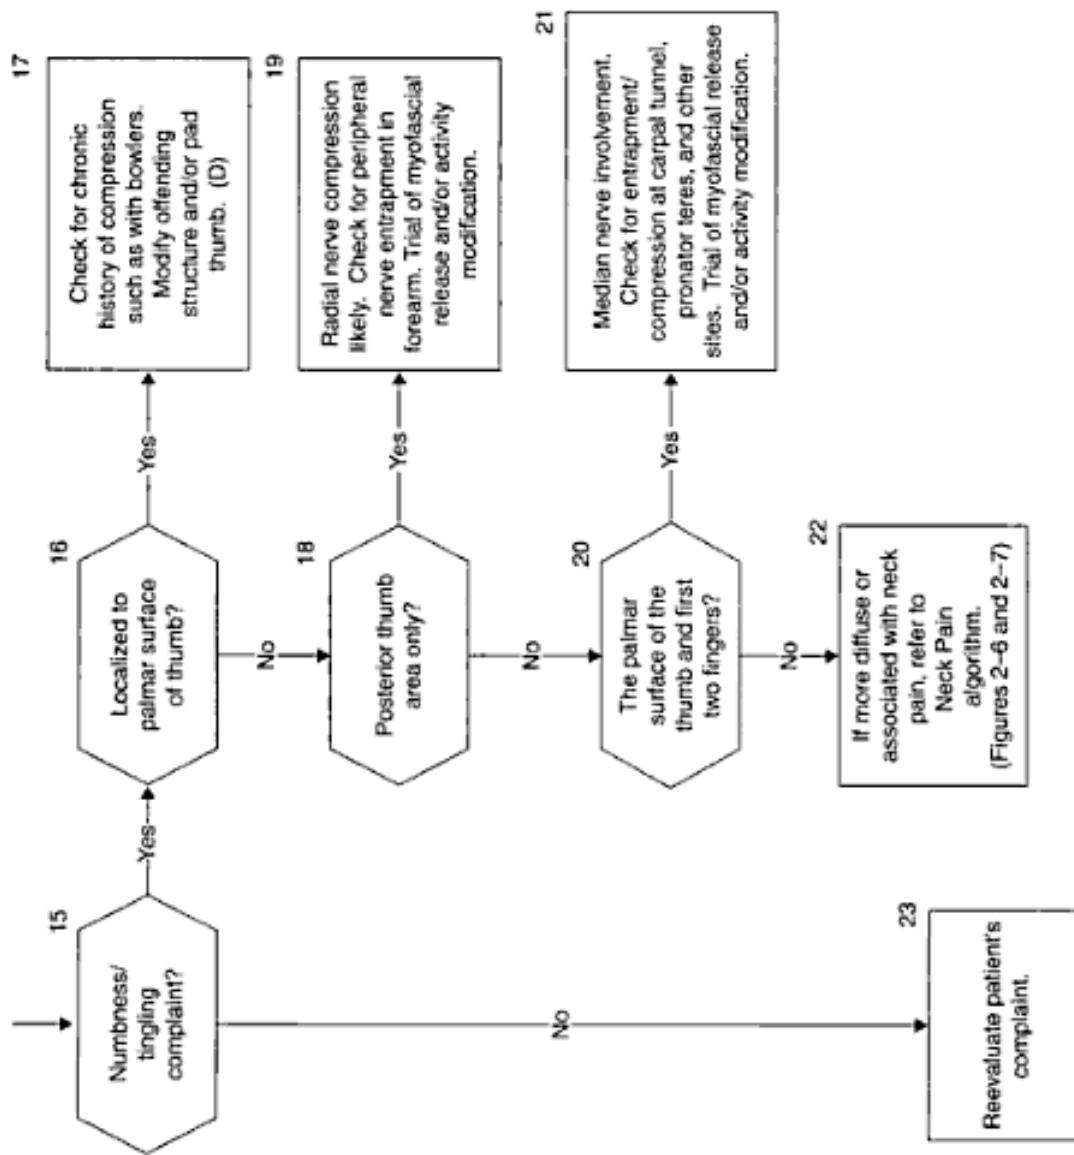 15
Numbness/
tingling
complaint?
Yes
16
Localized to
palmar surface
of thumb?
Yes
17
Check for chronic
history of compression
such as with bowlers.
Modify offending
structure and/or pad
thumb. (D)
No
18
Posterior thumb
area only?
Yes
19
Radial nerve compression
likely. Check for peripheral
nerve entrapment in
forearm. Trial of myofascial
release and/or activity
modification.
No
20
The palmar
surface of the
thumb and first
two fingers?
Yes
21
Median nerve involvement.
Check for entrapment/
compression at carpal tunnel,
pronator teres, and other
sites. Trial of myofascial release
and/or activity modification.
No
22
If more diffuse or
associated with neck
pain, refer to
Neck Pain
algorithm.
(Figures 2–6 and 2–7)
No
23
Reevaluate patient's
complaint.